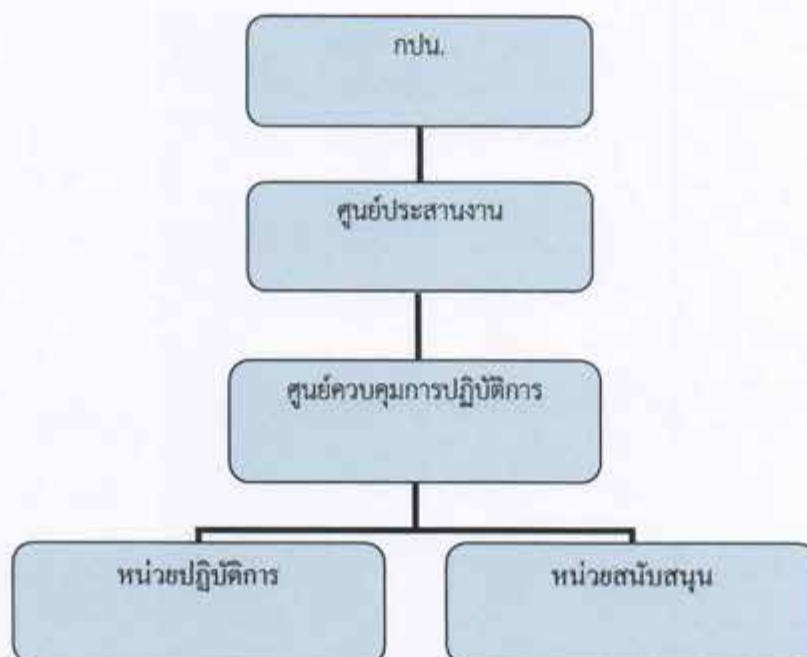 กปน.
ศูนย์ประสานงาน
ศูนย์ควบคุมการปฏิบัติการ
หน่วยปฏิบัติการ
หน่วยสนับสนุน